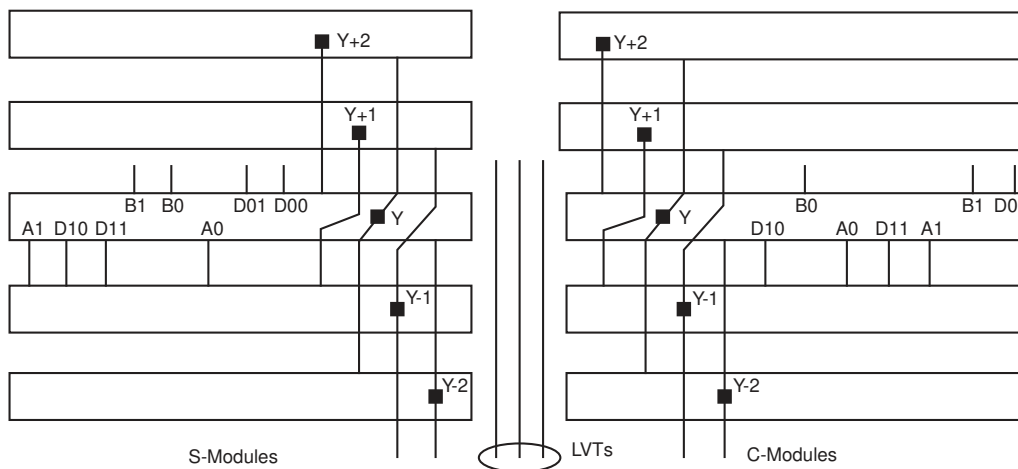 Y+2 Y+2
Y+1 Y+1
B1 B0 D01 D00 B0 B1 D0
Y Y
A1 D10 D11 A0 D10 A0 D11 A1
Y-1 Y-1
Y-2 Y-2
S-Modules LVTs C-Modules